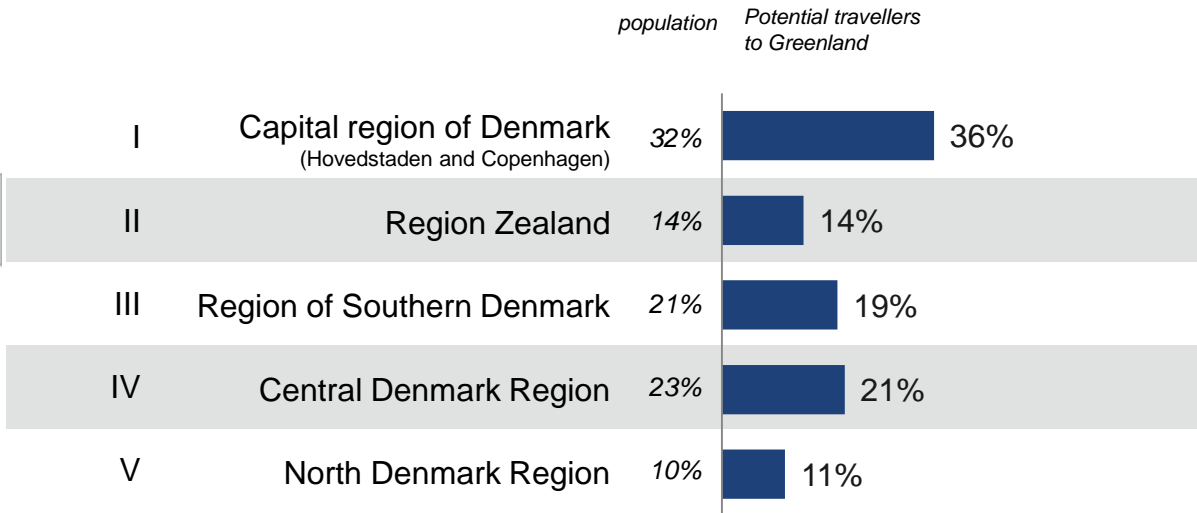 population
Potential travellers
to Greenland
I
Capital region of Denmark
(Hovedstaden and Copenhagen)
32%
36%
II
Region Zealand
14%
14%
III
Region of Southern Denmark
21%
19%
IV
Central Denmark Region
23%
21%
V
North Denmark Region
10%
11%